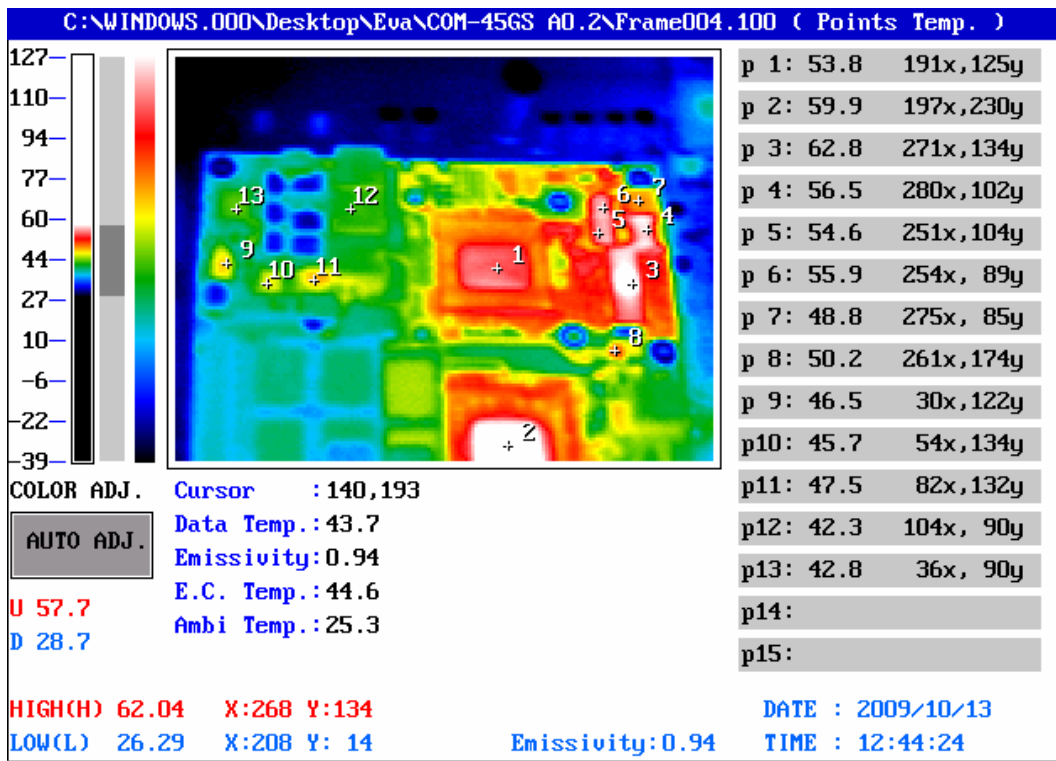 C:\WINDOWS.000\Desktop\Eva\COM-45GS A0.2\Frame004.100 ( Points Temp. )
127
110
94
77
60
44
27
10
-6
-22
-39
COLOR ADJ.
AUTO ADJ.
U 57.7
D 28.7
13
12
9
10
11
1
6
7
5
4
3
8
2
Cursor :140,193
Data Temp.:43.7
Emissivity:0.94
E.C. Temp.:44.6
Ambi Temp.:25.3
p 1: 53.8 191x,125y
p 2: 59.9 197x,230y
p 3: 62.8 271x,134y
p 4: 56.5 280x,102y
p 5: 54.6 251x,104y
p 6: 55.9 254x, 89y
p 7: 48.8 275x, 85y
p 8: 50.2 261x,174y
p 9: 46.5 30x,122y
p10: 45.7 54x,134y
p11: 47.5 82x,132y
p12: 42.3 104x, 90y
p13: 42.8 36x, 90y
p14:
p15:
HIGH(H) 62.04 X:268 Y:134
LOW(L) 26.29 X:208 Y: 14
Emissivity:0.94
DATE : 2009/10/13
TIME : 12:44:24